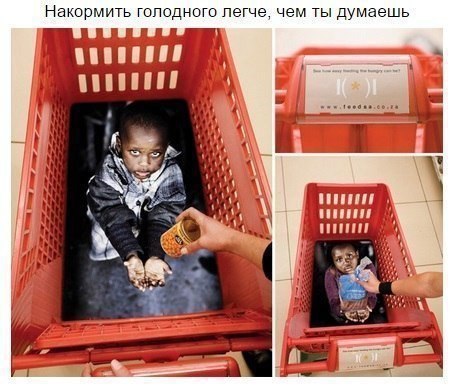 Накормить голодного легче, чем ты думаешь
See how easy feeding the hungry can be?
www.feedsa.co.za